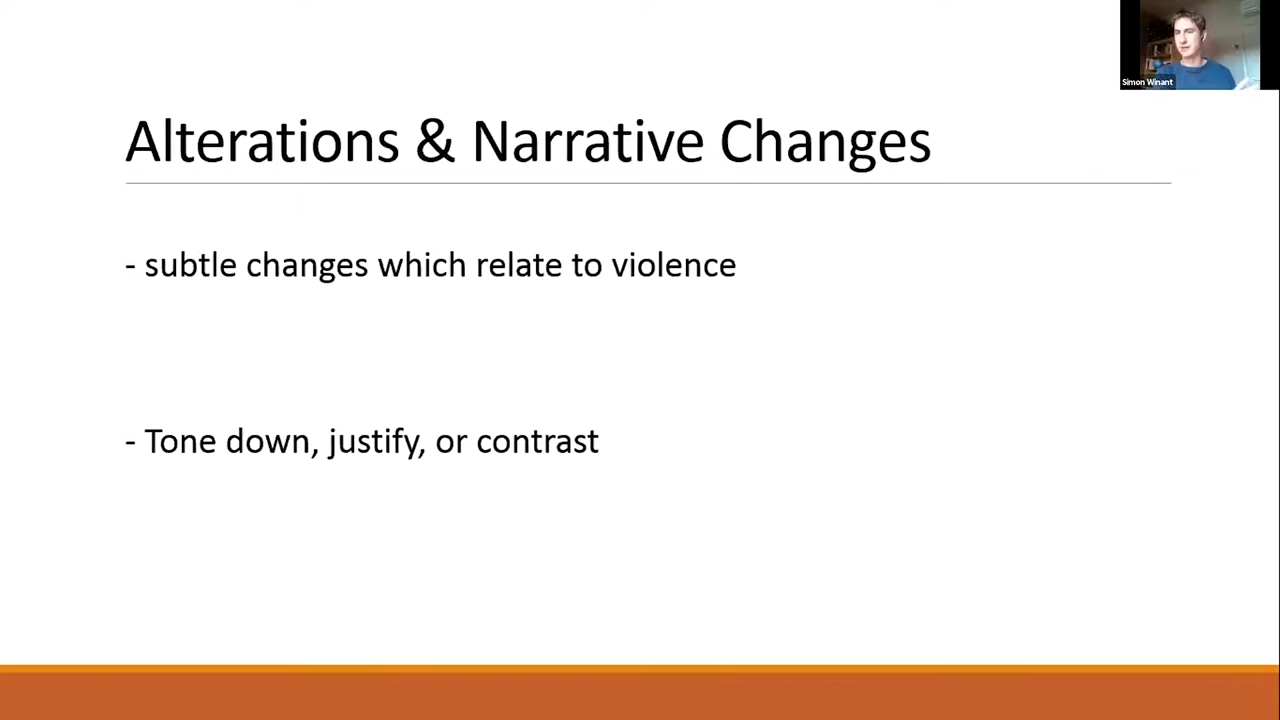 Simon Winant
Alterations & Narrative Changes
- subtle changes which relate to violence
- Tone down, justify, or contrast